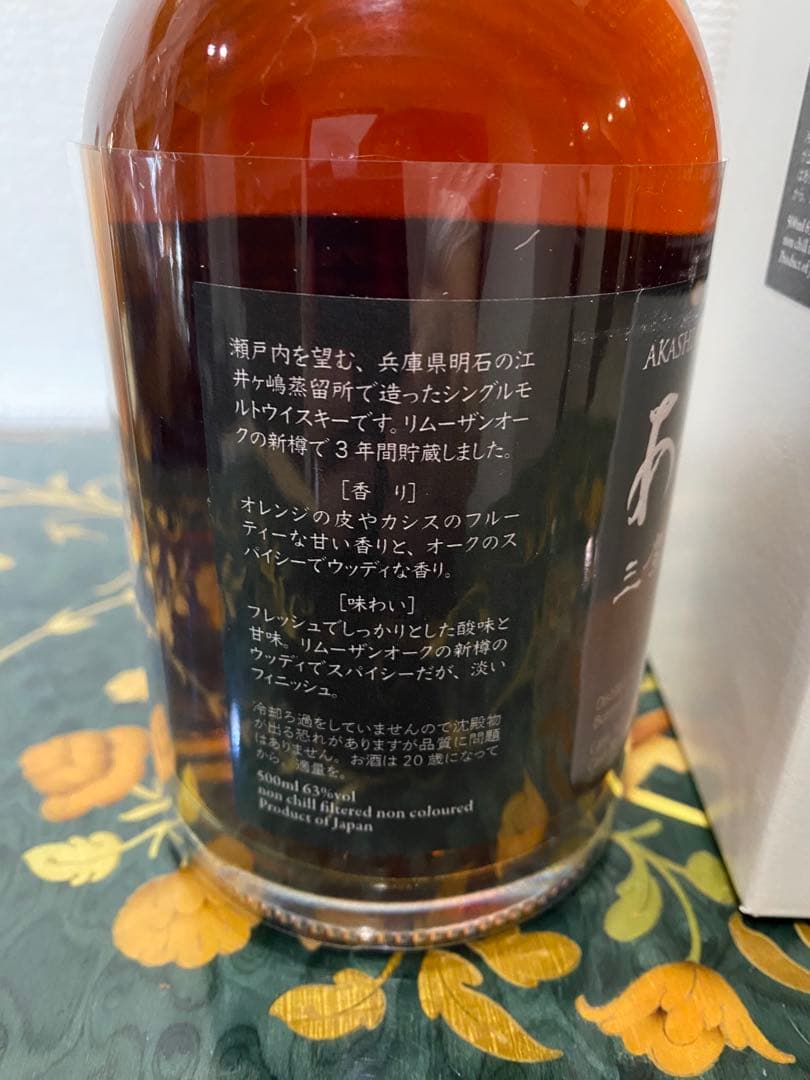 瀬戸内を望む、兵庫県明石の江
井ヶ嶋蒸留所で造ったシングルモ
ルトウイスキーです。リムーザンオー
クの新樽で3年間貯蔵しました。
[香り]
オレンジの皮やカシスのフルー
ティーな甘い香りと、オークのス
パイシーでウッディな香り。
[味わい]
フレッシュでしっかりとした酸味と
甘味。リムーザンオークの新樽の
ウッディでスパイシーだが、淡い
フィニッシュ。
冷却ろ過をしていませんので沈殿物
が出る恐れがありますが品質に問題
はありません。お酒は20歳になって
から、適量を。
500ml 63%vol
non chill filtered non coloured
Product of Japan
AKASHI
あ
三
500ml 6
non chill
Product of